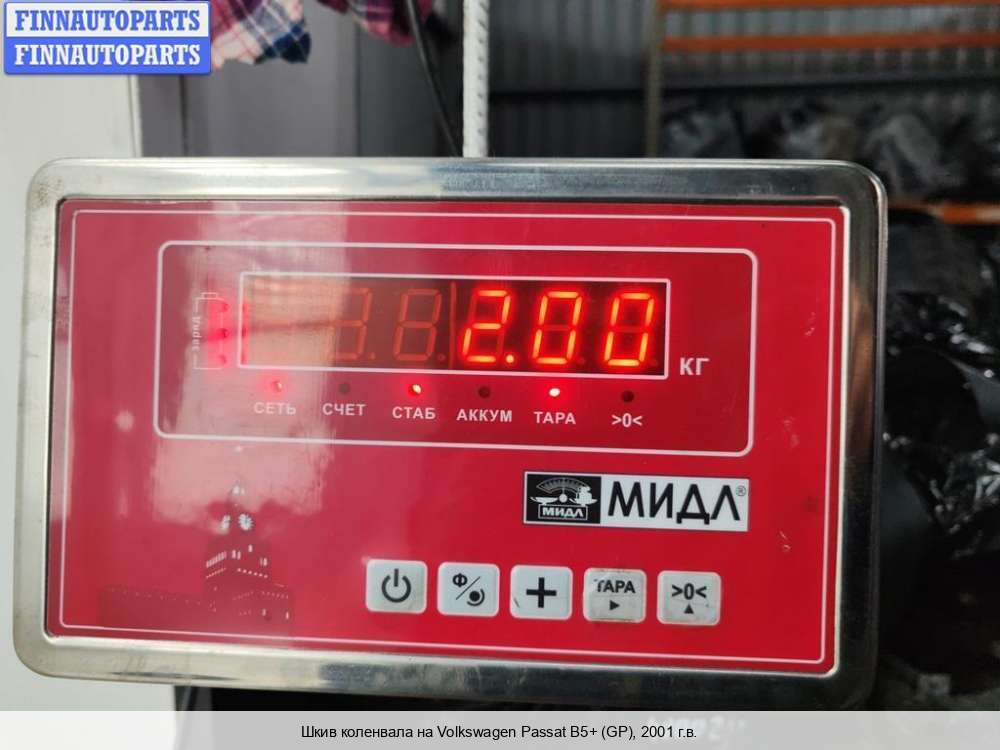 FINNAUTOPARTS
FINNAUTOPARTS
Заряд
2.00
КГ
СЕТЬ СЧЕТ СТАБ АККУМ ТАРА >0<
МИДЛ МИДЛ®
Ф ТАРА >0<
Шкив коленвала на Volkswagen Passat B5+ (GP), 2001 г.в.